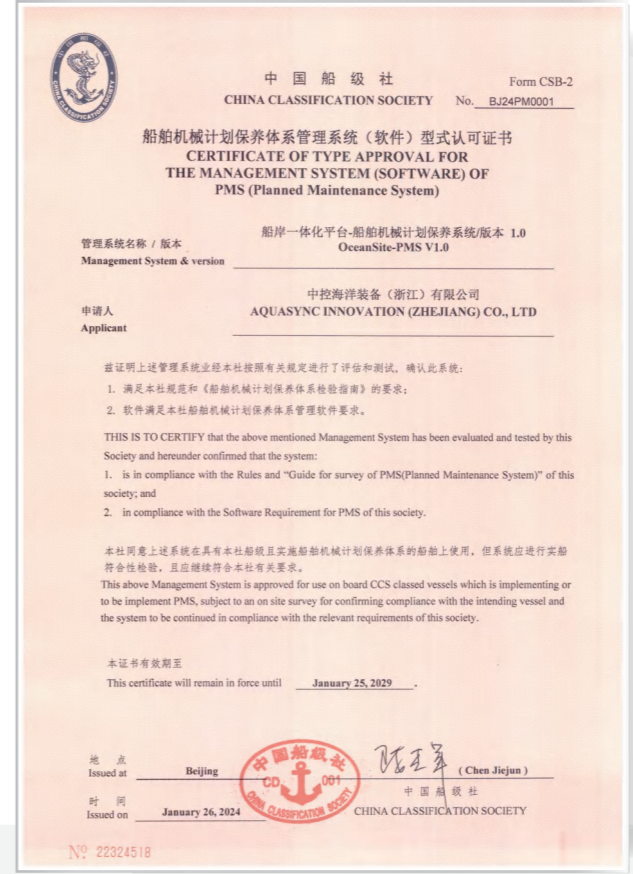 中国船级社
Form CSB-2
CHINA CLASSIFICATION SOCIETY
No. BJ24PM0001
船舶机械计划保养体系管理系统（软件）型式认可证书
CERTIFICATE OF TYPE APPROVAL FOR
THE MANAGEMENT SYSTEM (SOFTWARE) OF
PMS (Planned Maintenance System)
船岸一体化平台-船舶机械计划保养系统/版本 1.0
管理系统名称 / 版本
OceanSite-PMS V1.0
Management System & version
中控海洋装备（浙江）有限公司
申请人
AQUASYNC INNOVATION (ZHEJIANG) CO., LTD
Applicant
兹证明上述管理系统业经本社按照有关规定进行了评估和测试，确认此系统：
1. 满足本社规范和《船舶机械计划保养体系检验指南》的要求；
2. 软件满足本社船舶机械计划保养体系管理软件要求。
THIS IS TO CERTIFY that the above mentioned Management System has been evaluated and tested by this
Society and hereunder confirmed that the system:
1. is in compliance with the Rules and “Guide for survey of PMS(Planned Maintenance System)” of this
society; and
2. in compliance with the Software Requirement for PMS of this society.
本社同意上述系统在具有本社船级且实施船舶机械计划保养体系的船舶上使用，但系统应进行实船
符合性检验，且应继续符合本社有关要求。
This above Management System is approved for use on board CCS classed vessels which is implementing or
to be implement PMS, subject to an on site survey for confirming compliance with the intending vessel and
the system to be continued in compliance with the relevant requirements of this society.
本证书有效期至
This certificate will remain in force until January 25, 2029 .
地 点
Issued at Beijing
( Chen Jiejun )
中国船级社
CD 001
CHINA CLASSIFICATION SOCIETY
时 间
Issued on January 26, 2024
中国船级社
CHINA CLASSIFICATION SOCIETY
№ 22324518